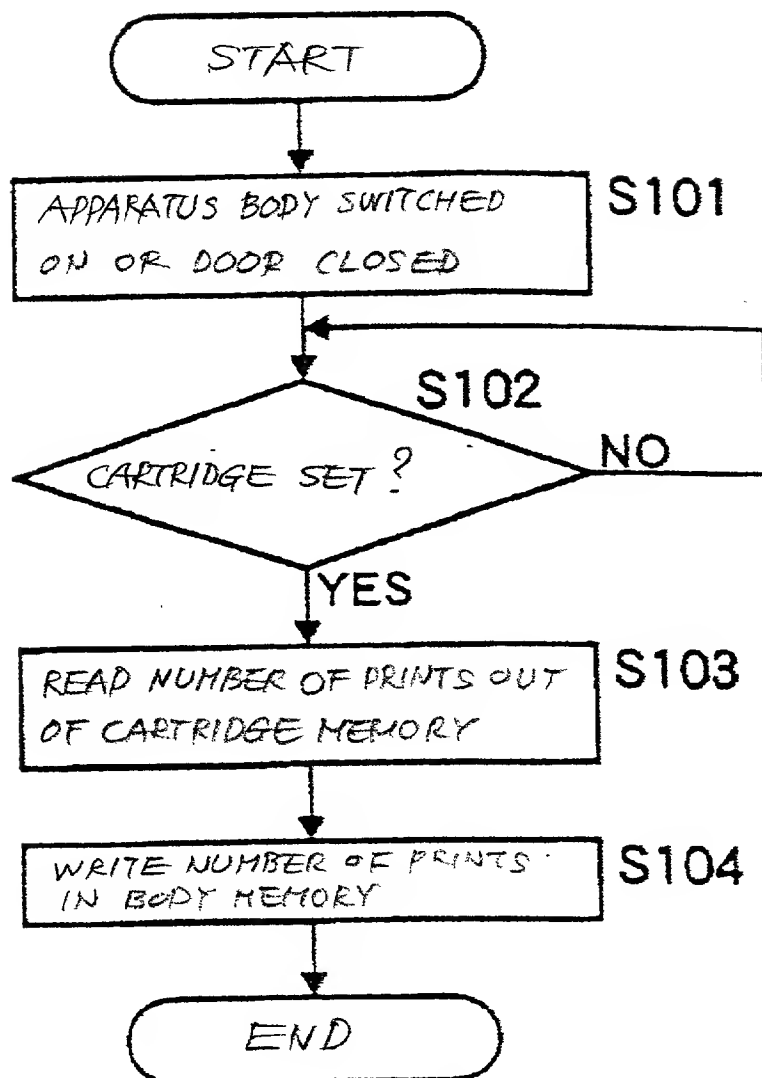 START
APPARATUS BODY SWITCHED
ON OR DOOR CLOSED
S101
S102
CARTRIDGE SET?
NO
YES
READ NUMBER OF PRINTS OUT
OF CARTRIDGE MEMORY
S103
WRITE NUMBER OF PRINTS
IN BODY MEMORY
S104
END